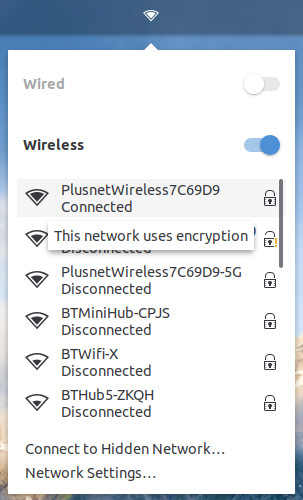 Wired
Wireless
PlusnetWireless7C69D9
Connected
This network uses encryption
Disconnected
PlusnetWireless7C69D9-5G
Disconnected
BTMiniHub-CPJS
Disconnected
BTWifi-X
Disconnected
BTHub5-ZKQH
Disconnected
Connect to Hidden Network...
Network Settings...